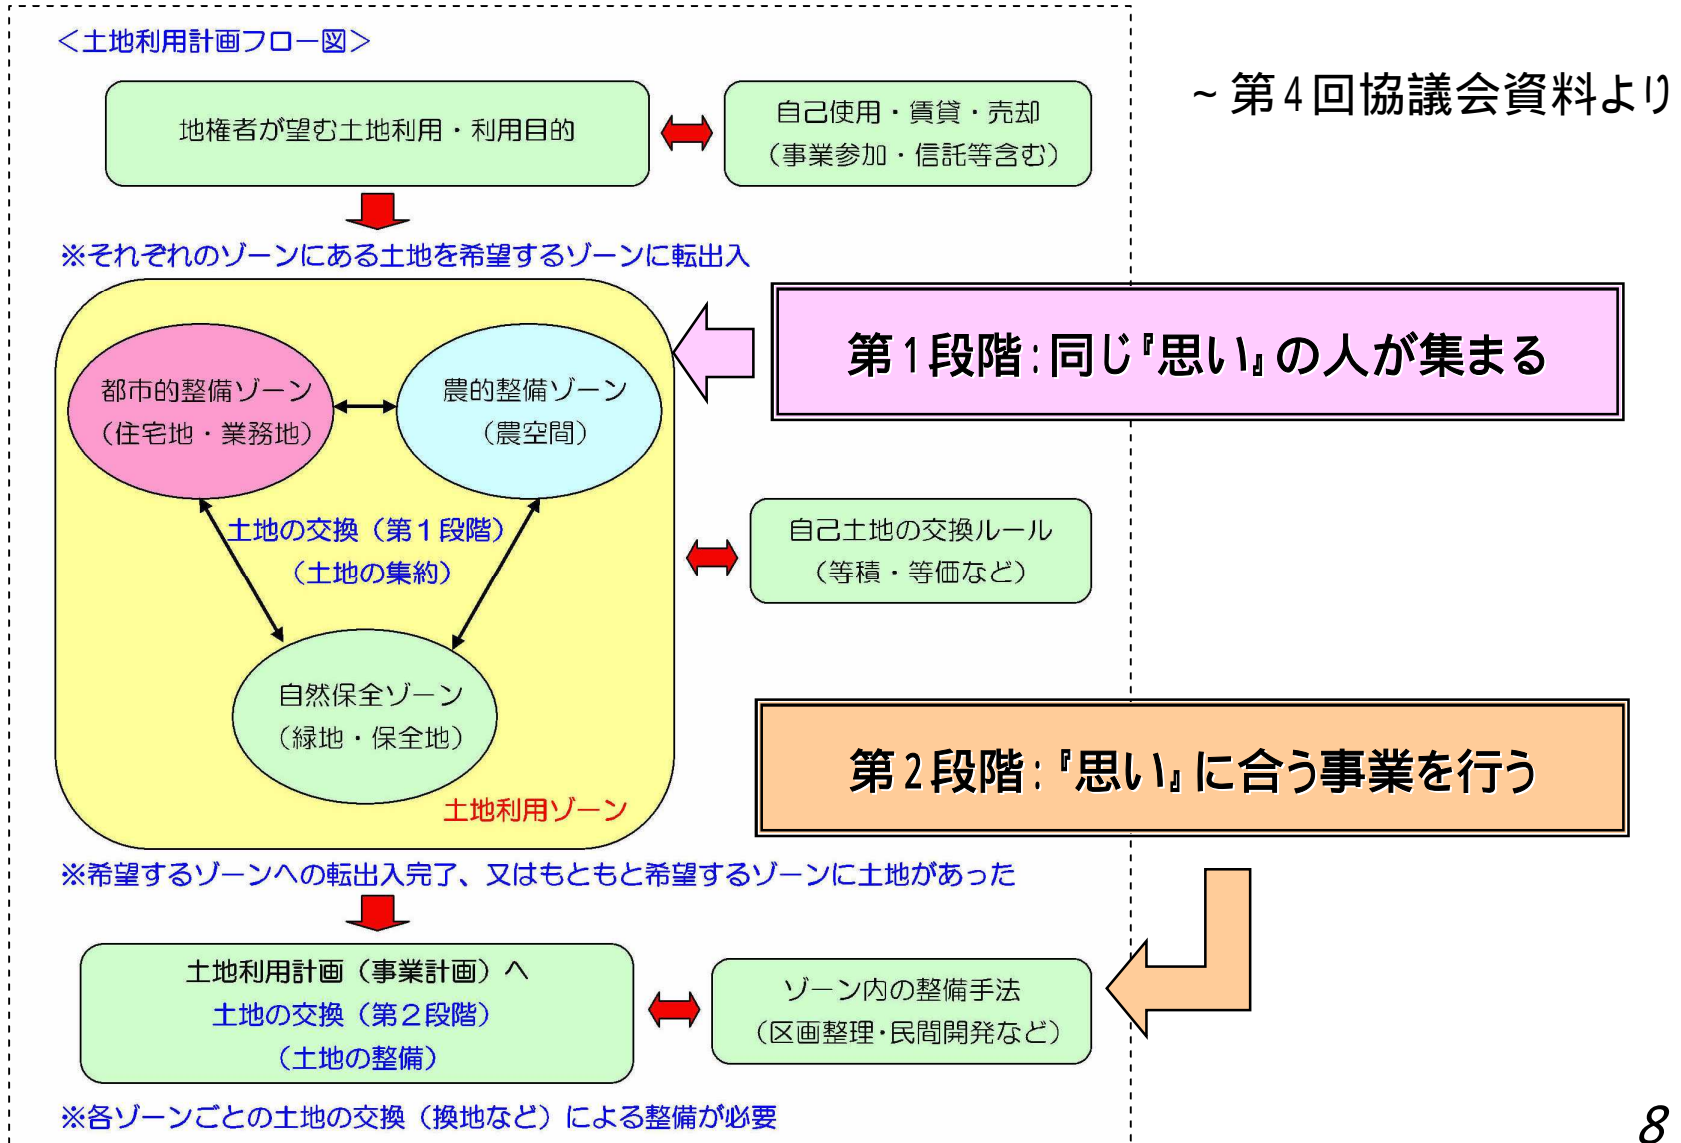 ＜土地利用計画フロー図＞
～第4回協議会資料より
地権者が望む土地利用・利用目的
自己使用・賃貸・売却
（事業参加・信託等含む）
※それぞれのゾーンにある土地を希望するゾーンに転出入
第1段階：同じ『思い』の人が集まる
都市的整備ゾーン
（住宅地・業務地）
農的整備ゾーン
（農空間）
土地の交換（第１段階）
（土地の集約）
自己土地の交換ルール
（等積・等価など）
自然保全ゾーン
（緑地・保全地）
土地利用ゾーン
第2段階：『思い』に合う事業を行う
※希望するゾーンへの転出入完了、又はもともと希望するゾーンに土地があった
土地利用計画（事業計画）へ
土地の交換（第２段階）
（土地の整備）
ゾーン内の整備手法
（区画整理・民間開発など）
※各ゾーンごとの土地の交換（換地など）による整備が必要
8